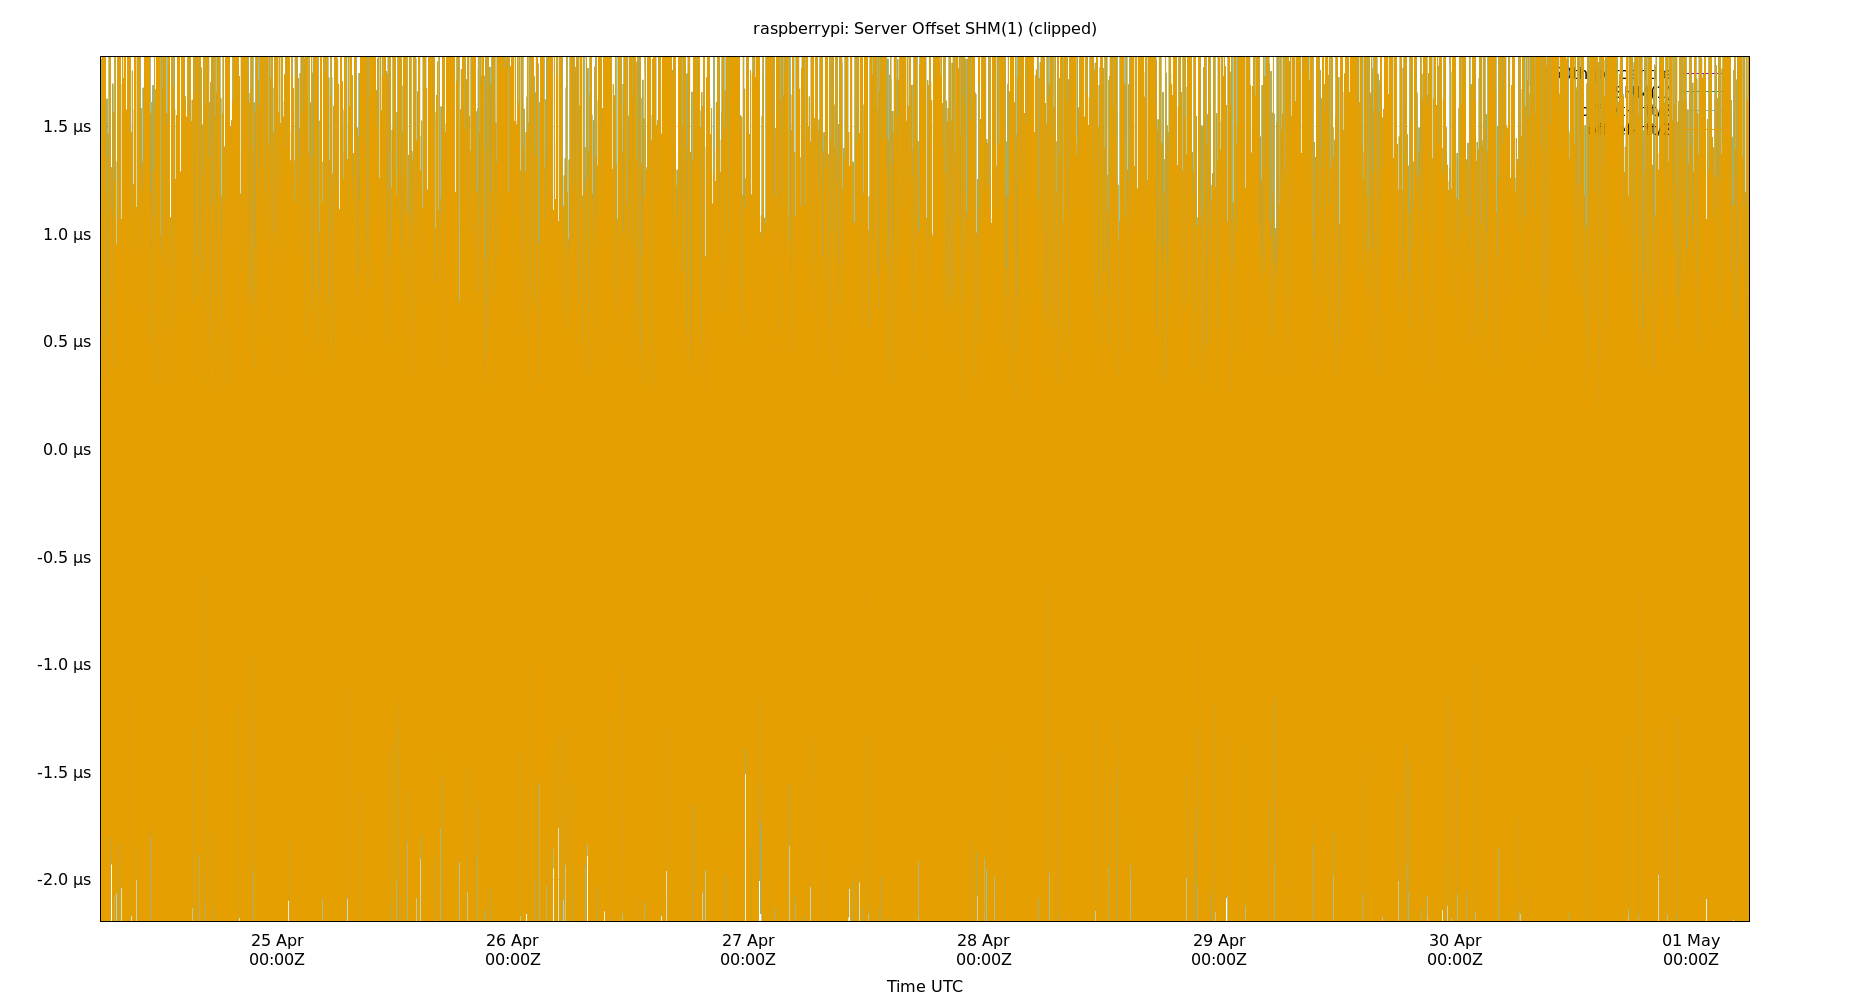 raspberrypi: Server Offset SHM(1) (clipped)
1.5 µs
1.0 µs
0.5 µs
0.0 µs
-0.5 µs
-1.0 µs
-1.5 µs
-2.0 µs
25 Apr 26 Apr 27 Apr 28 Apr 29 Apr 30 Apr 01 May
00:00Z 00:00Z 00:00Z 00:00Z 00:00Z 00:00Z 00:00Z
Time UTC